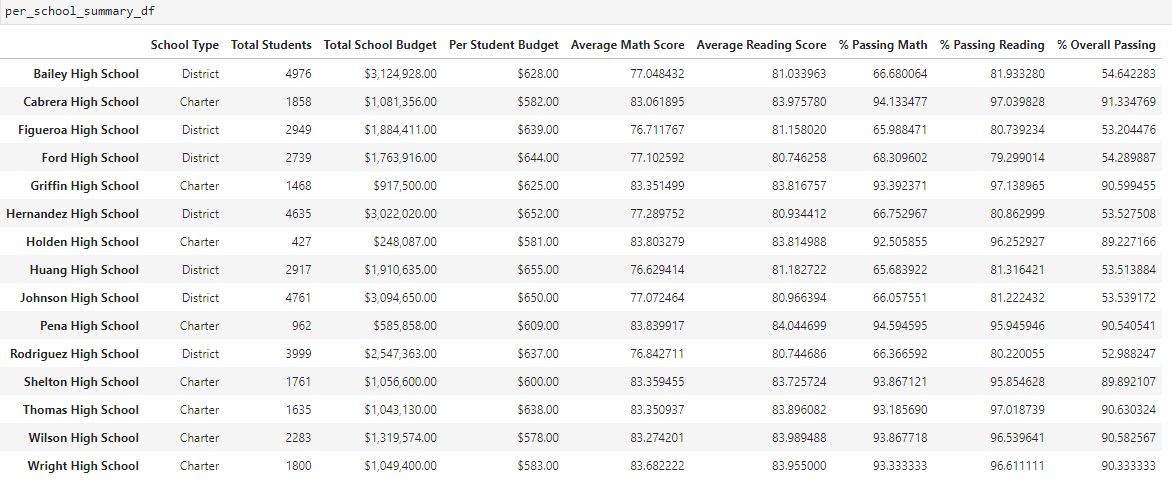 per_school_summary_df
School Type Total Students Total School Budget Per Student Budget Average Math Score Average Reading Score % Passing Math % Passing Reading % Overall Passing
Bailey High School District 4976 $3,124,928.00 $628.00 77.048432 81.033963 66.680064 81.933280 54.642283
Cabrera High School Charter 1858 $1,081,356.00 $582.00 83.061895 83.975780 94.133477 97.039828 91.334769
Figueroa High School District 2949 $1,884,411.00 $639.00 76.711767 81.158020 65.988471 80.739234 53.204476
Ford High School District 2739 $1,763,916.00 $644.00 77.102592 80.746258 68.309602 79.299014 54.289887
Griffin High School Charter 1468 $917,500.00 $625.00 83.351499 83.816757 93.392371 97.138965 90.599455
Hernandez High School District 4635 $3,022,020.00 $652.00 77.289752 80.934412 66.752967 80.862999 53.527508
Holden High School Charter 427 $248,087.00 $581.00 83.803279 83.814988 92.505855 96.252927 89.227166
Huang High School District 2917 $1,910,635.00 $655.00 76.629414 81.182722 65.683922 81.316421 53.513884
Johnson High School District 4761 $3,094,650.00 $650.00 77.072464 80.966394 66.057551 81.222432 53.539172
Pena High School Charter 962 $585,858.00 $609.00 83.839917 84.044699 94.594595 95.945946 90.540541
Rodriguez High School District 3999 $2,547,363.00 $637.00 76.842711 80.744686 66.366592 80.220055 52.988247
Shelton High School Charter 1761 $1,056,600.00 $600.00 83.359455 83.725724 93.867121 95.854628 89.892107
Thomas High School Charter 1635 $1,043,130.00 $638.00 83.350937 83.896082 93.185690 97.018739 90.630324
Wilson High School Charter 2283 $1,319,574.00 $578.00 83.274201 83.989488 93.867718 96.539641 90.582567
Wright High School Charter 1800 $1,049,400.00 $583.00 83.682222 83.955000 93.333333 96.611111 90.333333